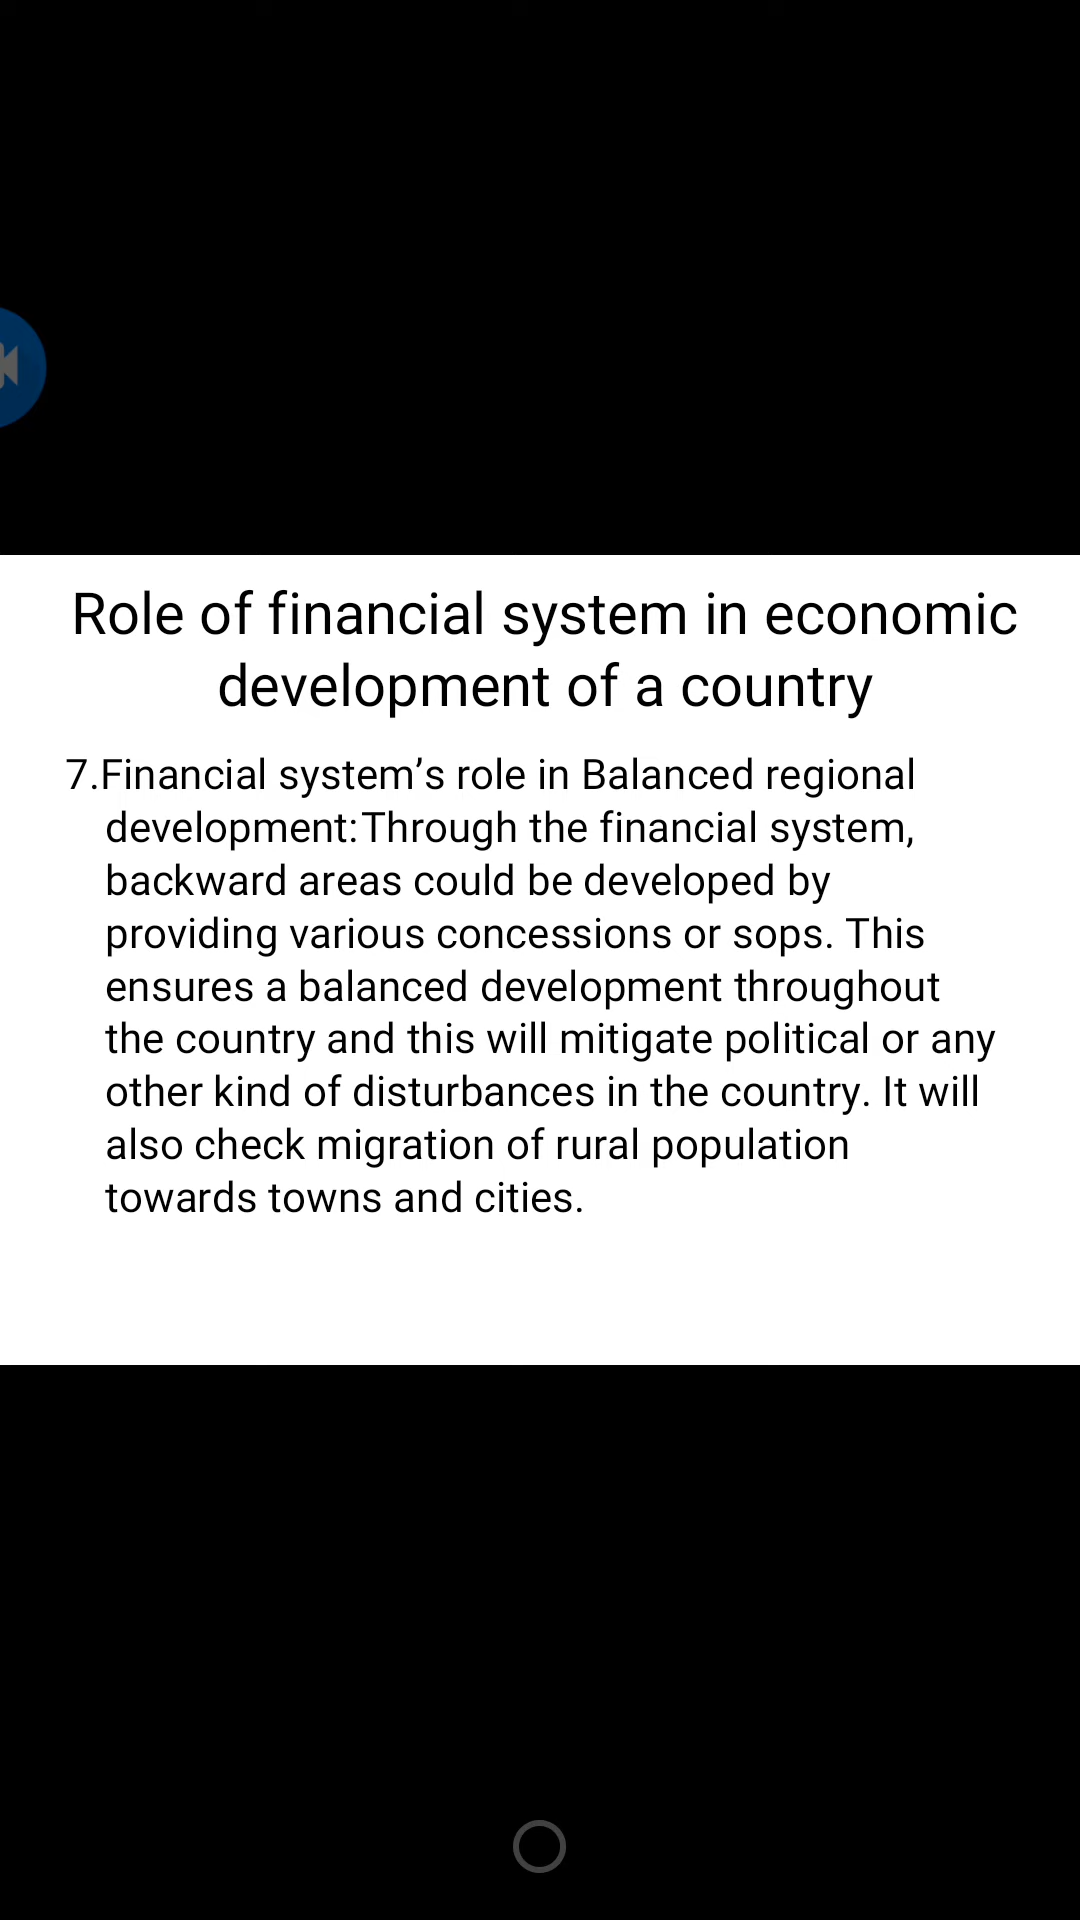 Role of financial system in economic
development of a country
7.Financial system’s role in Balanced regional
development:Through the financial system,
backward areas could be developed by
providing various concessions or sops. This
ensures a balanced development throughout
the country and this will mitigate political or any
other kind of disturbances in the country. It will
also check migration of rural population
towards towns and cities.